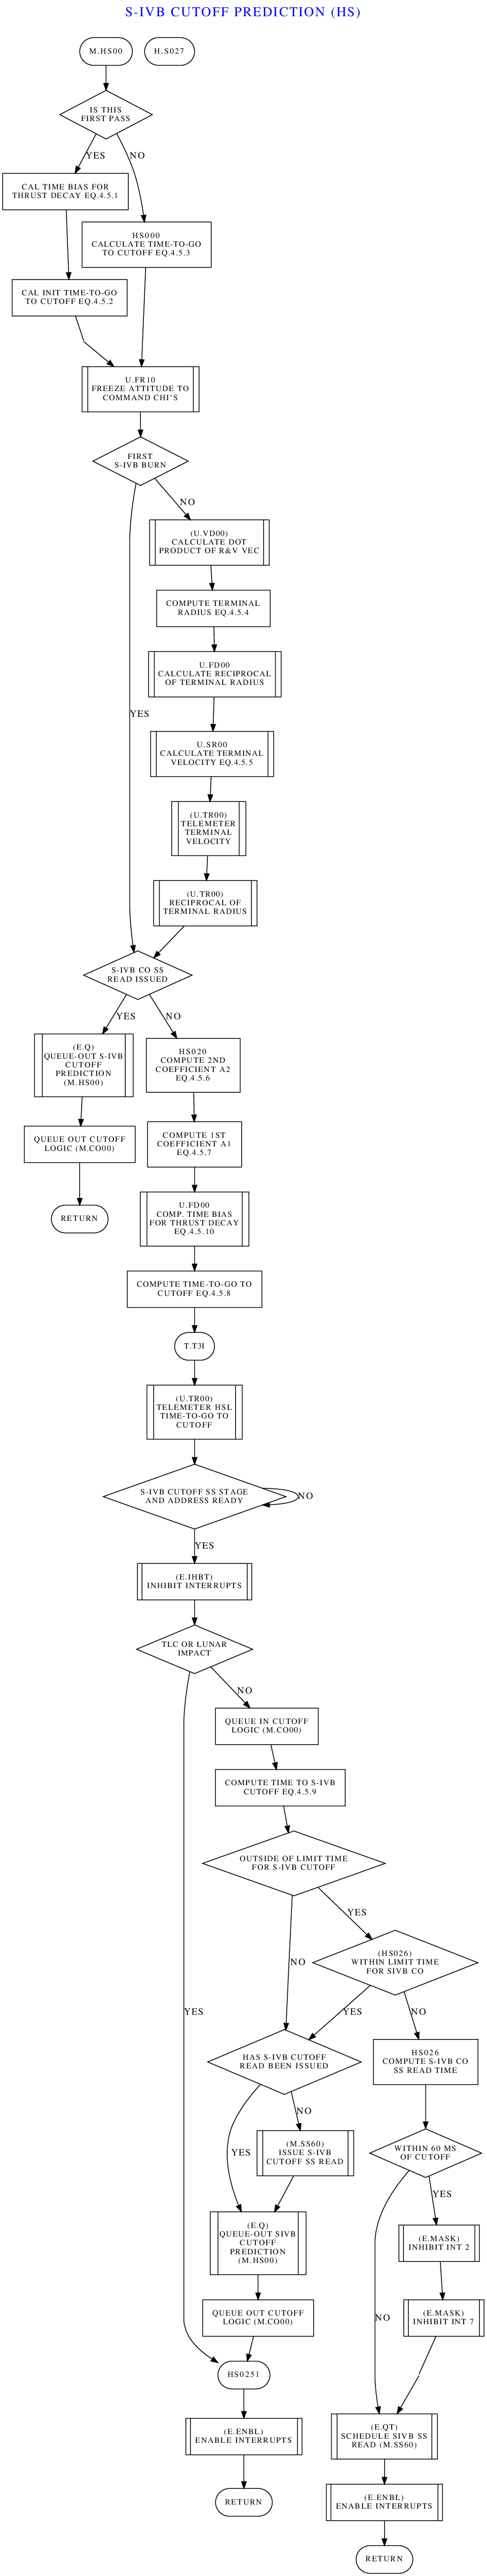 S-IVB CUTOFF PREDICTION (HS)
M.HS00
H.S027
IS THIS
FIRST PASS
YES
NO
CAL TIME BIAS FOR
THRUST DECAY EQ.4.5.1
HS000
CALCULATE TIME-TO-GO
TO CUTOFF EQ.4.5.3
CAL INIT TIME-TO-GO
TO CUTOFF EQ.4.5.2
U.FR10
FREEZE ATTITUDE TO
COMMAND CHI'S
FIRST
S-IVB BURN
NO
(U.VD00)
CALCULATE DOT
PRODUCT OF R&V VEC
COMPUTE TERMINAL
RADIUS EQ.4.5.4
U.FD00
CALCULATE RECIPROCAL
OF TERMINAL RADIUS
YES
U.SR00
CALCULATE TERMINAL
VELOCITY EQ.4.5.5
(U.TR00)
TELEMETER
TERMINAL
VELOCITY
(U.TR00)
RECIPROCAL OF
TERMINAL RADIUS
S-IVB CO SS
READ ISSUED
YES
NO
(E.Q)
QUEUE-OUT S-IVB
CUTOFF
PREDICTION
(M.HS00)
HS020
COMPUTE 2ND
COEFFICIENT A2
EQ.4.5.6
QUEUE OUT CUTOFF
LOGIC (M.CO00)
COMPUTE 1ST
COEFFICIENT A1
EQ.4.5.7
RETURN
U.FD00
COMP. TIME BIAS
FOR THRUST DECAY
EQ.4.5.10
COMPUTE TIME-TO-GO TO
CUTOFF EQ.4.5.8
T.T3I
(U.TR00)
TELEMETER HSL
TIME-TO-GO TO
CUTOFF
S-IVB CUTOFF SS STAGE
AND ADDRESS READY
NO
YES
(E.IHBT)
INHIBIT INTERRUPTS
TLC OR LUNAR
IMPACT
NO
QUEUE IN CUTOFF
LOGIC (M.CO00)
COMPUTE TIME TO S-IVB
CUTOFF EQ.4.5.9
OUTSIDE OF LIMIT TIME
FOR S-IVB CUTOFF
YES
NO
(HS026)
WITHIN LIMIT TIME
FOR SIVB CO
YES
YES
NO
HAS S-IVB CUTOFF
READ BEEN ISSUED
HS026
COMPUTE S-IVB CO
SS READ TIME
NO
YES
(M.SS60)
ISSUE S-IVB
CUTOFF SS READ
WITHIN 60 MS
OF CUTOFF
YES
(E.Q)
QUEUE-OUT SIVB
CUTOFF
PREDICTION
(M.HS00)
(E.MASK)
INHIBIT INT 2
QUEUE OUT CUTOFF
LOGIC (M.CO00)
NO
(E.MASK)
INHIBIT INT 7
HS0251
(E.ENBL)
ENABLE INTERRUPTS
(E.QT)
SCHEDULE SIVB SS
READ (M.SS60)
RETURN
(E.ENBL)
ENABLE INTERRUPTS
RETURN